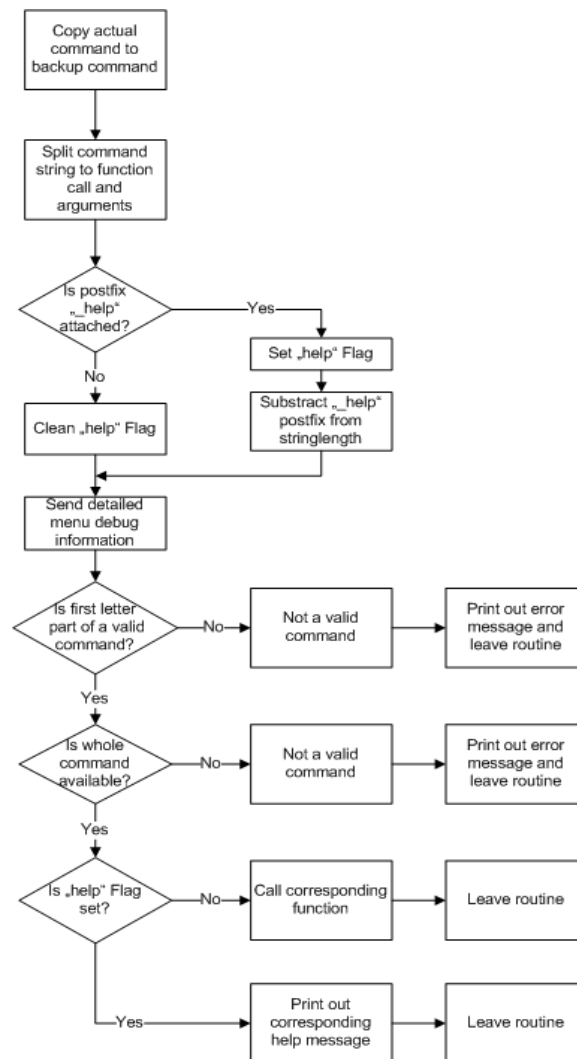 Copy actual
command to
backup command
Split command
string to function
call and
arguments
Is postfix
„_help“
attached?
Yes
Set „help“ Flag
No
Substract „_help“
postfix from
stringlength
Clean „help“ Flag
Send detailed
menu debug
information
Is first letter
part of a valid
command?
No
Not a valid
command
Print out error
message and
leave routine
Yes
Is whole
command
available?
No
Not a valid
command
Print out error
message and
leave routine
Yes
Is „help“ Flag
set?
No
Call corresponding
function
Leave routine
Yes
Print out
corresponding
help message
Leave routine